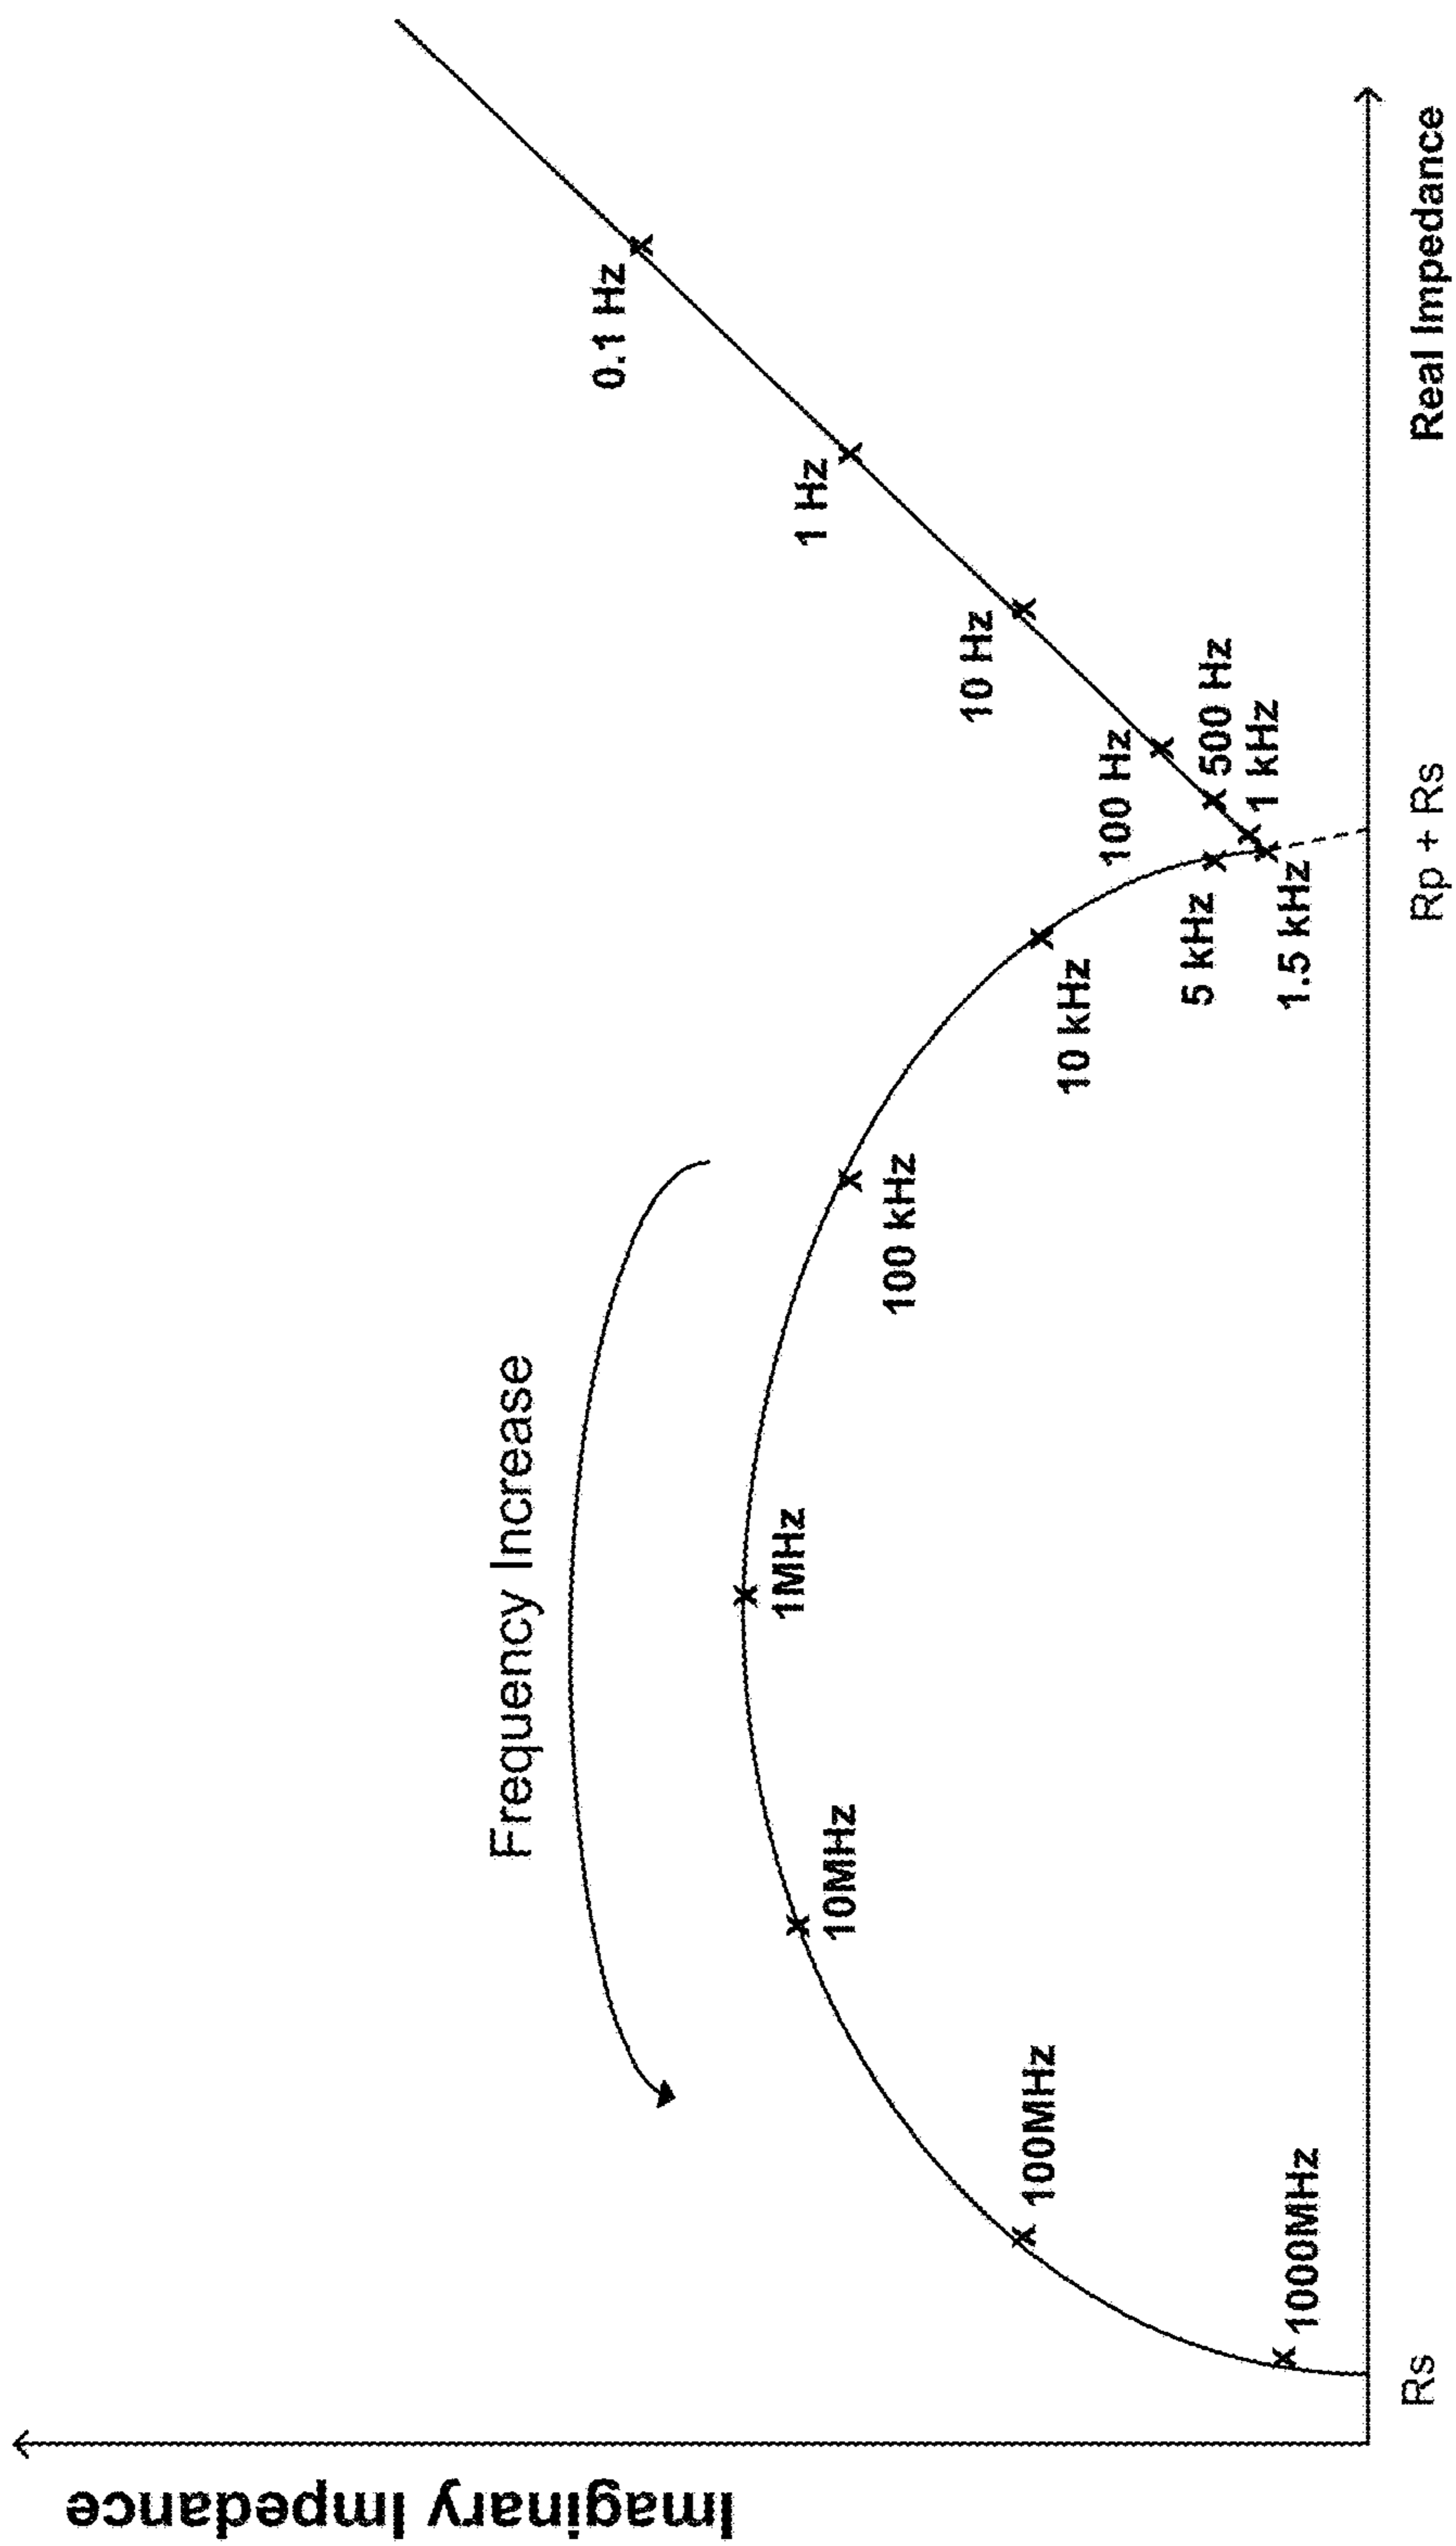 Imaginary Impedance
Frequency Increase
0.1 Hz
1 Hz
10 Hz
100 Hz
500 Hz
1 kHz
1.5 kHz
5 kHz
10 kHz
100 kHz
1MHz
10MHz
100MHz
1000MHz
Rs
Rp + Rs
Real Impedance